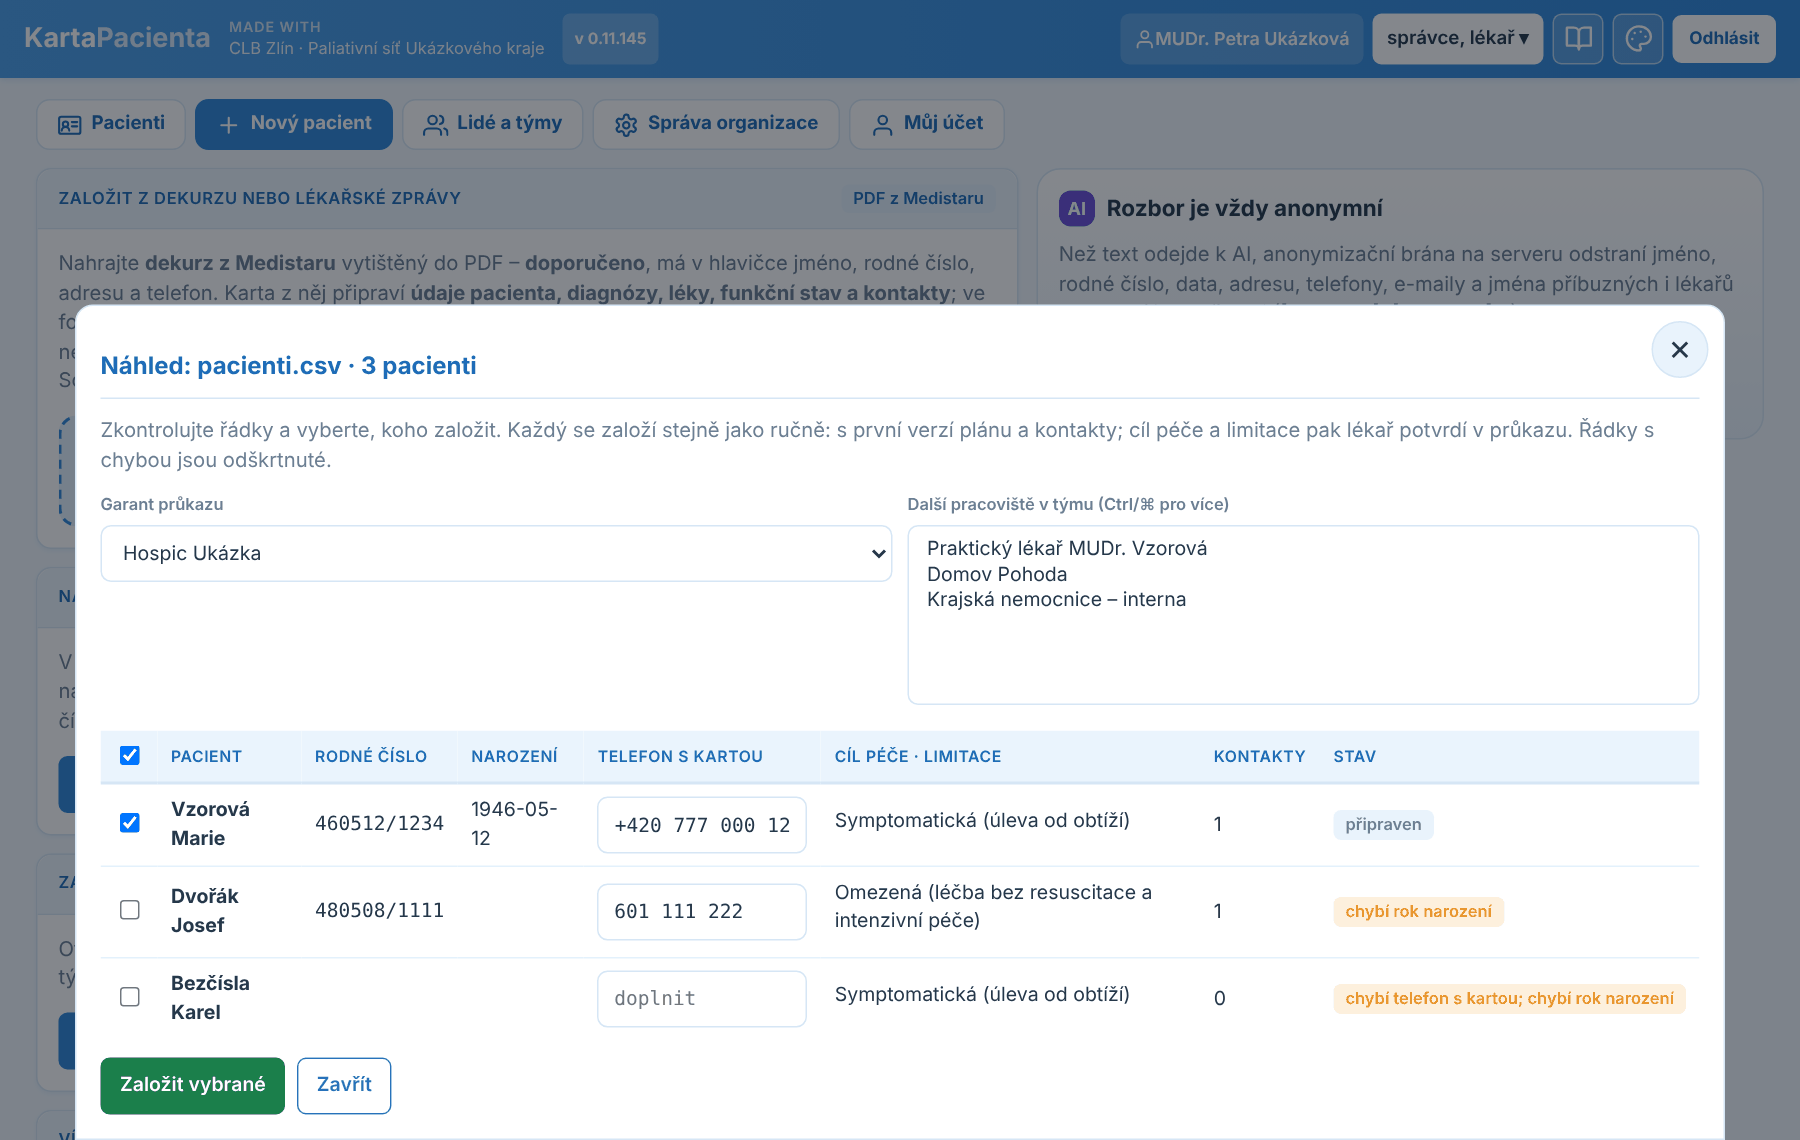 KartaPacienta
MADE WITH
CLB Zlín · Paliativní síť Ukázkového kraje
v 0.11.145
MUDr. Petra Ukázková
správce, lékař ▾
Odhlásit
Pacienti
Nový pacient
Lidé a týmy
Správa organizace
Můj účet
ZALOŽIT Z DEKURZU NEBO LÉKAŘSKÉ ZPRÁVY
PDF z Medistaru
Nahrajte dekurz z Medistaru vytištěný do PDF – doporučeno, má v hlavičce jméno, rodné číslo,
adresu a telefon. Karta z něj připraví údaje pacienta, diagnózy, léky, funkční stav a kontakty; ve
AI Rozbor je vždy anonymní
Než text odejde k AI, anonymizační brána na serveru odstraní jméno,
rodné číslo, data, adresu, telefony, e-maily a jména příbuzných i lékařů
Náhled: pacienti.csv · 3 pacienti
Zkontrolujte řádky a vyberte, koho založit. Každý se založí stejně jako ručně: s první verzí plánu a kontakty; cíl péče a limitace pak lékař potvrdí v průkazu. Řádky s
chybou jsou odškrtnuté.
Garant průkazu
Hospic Ukázka
Další pracoviště v týmu (Ctrl/⌘ pro více)
Praktický lékař MUDr. Vzorová
Domov Pohoda
Krajská nemocnice – interna
PACIENT RODNÉ ČÍSLO NAROZENÍ TELEFON S KARTOU CÍL PÉČE · LIMITACE KONTAKTY STAV
Vzorová
Marie
460512/1234
1946-05-
12
+420 777 000 12
Symptomatická (úleva od obtíží)
1
připraven
Dvořák
Josef
480508/1111
601 111 222
Omezená (léčba bez resuscitace a
intenzivní péče)
1
chybí rok narození
Bezčísla
Karel
doplnit
Symptomatická (úleva od obtíží)
0
chybí telefon s kartou; chybí rok narození
Založit vybrané
Zavřít